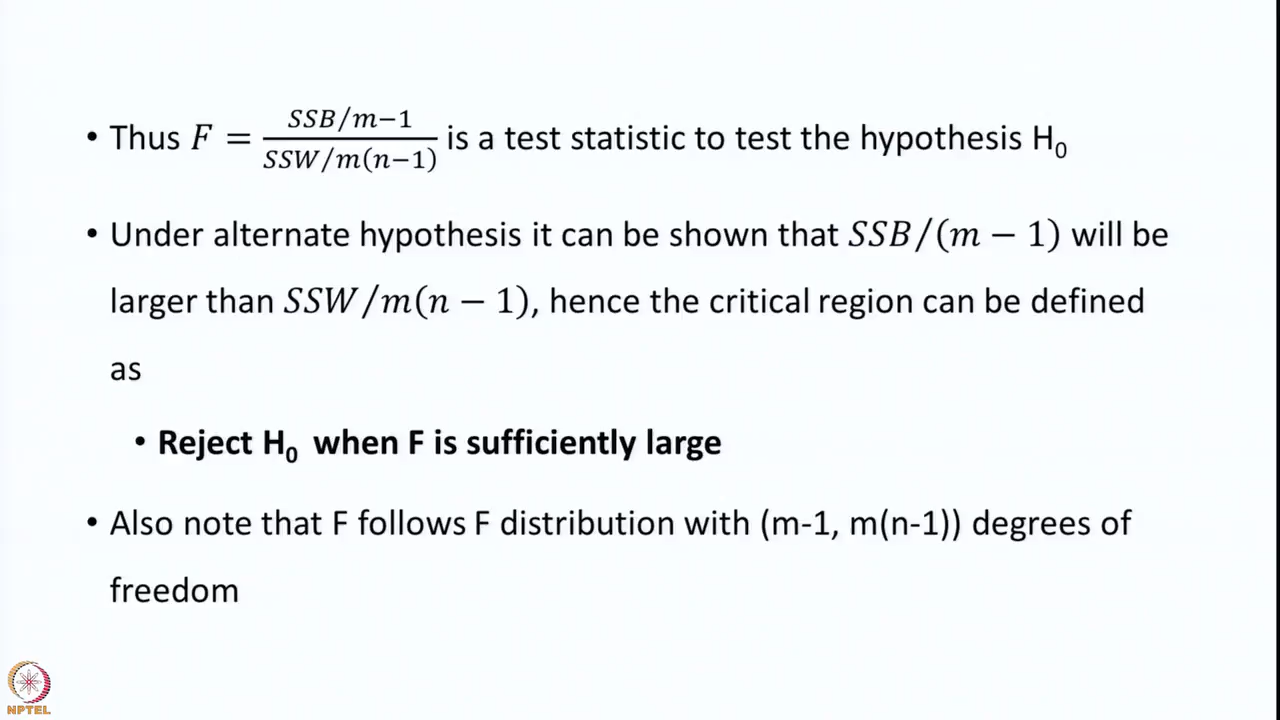 • Thus F = SSB/m−1 / SSW/m(n−1) is a test statistic to test the hypothesis H₀
• Under alternate hypothesis it can be shown that SSB/(m − 1) will be
larger than SSW/m(n − 1), hence the critical region can be defined
as
• Reject H₀ when F is sufficiently large
• Also note that F follows F distribution with (m-1, m(n-1)) degrees of
freedom
NPTEL